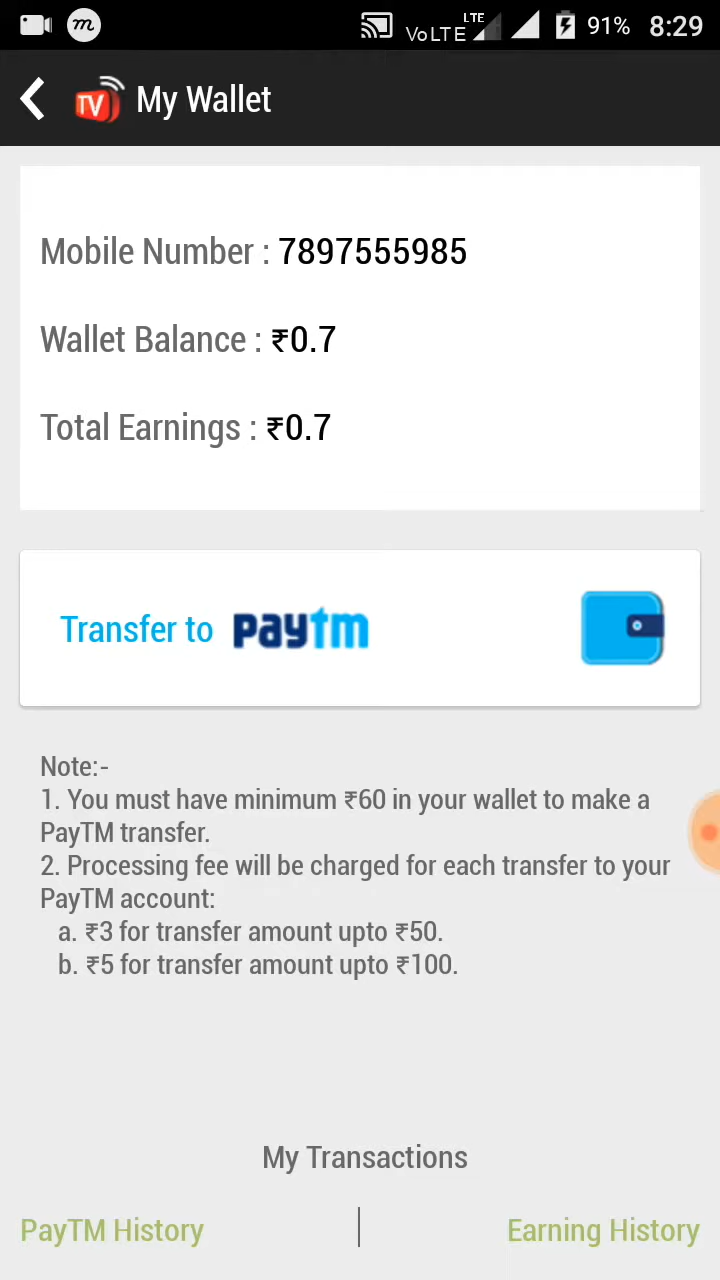 m VoLTE LTE 91% 8:29
TV My Wallet
Mobile Number : 7897555985
Wallet Balance : ₹0.7
Total Earnings : ₹0.7
Transfer to paytm
Note:-
1. You must have minimum ₹60 in your wallet to make a
PayTM transfer.
2. Processing fee will be charged for each transfer to your
PayTM account:
a. ₹3 for transfer amount upto ₹50.
b. ₹5 for transfer amount upto ₹100.
My Transactions
PayTM History | Earning History